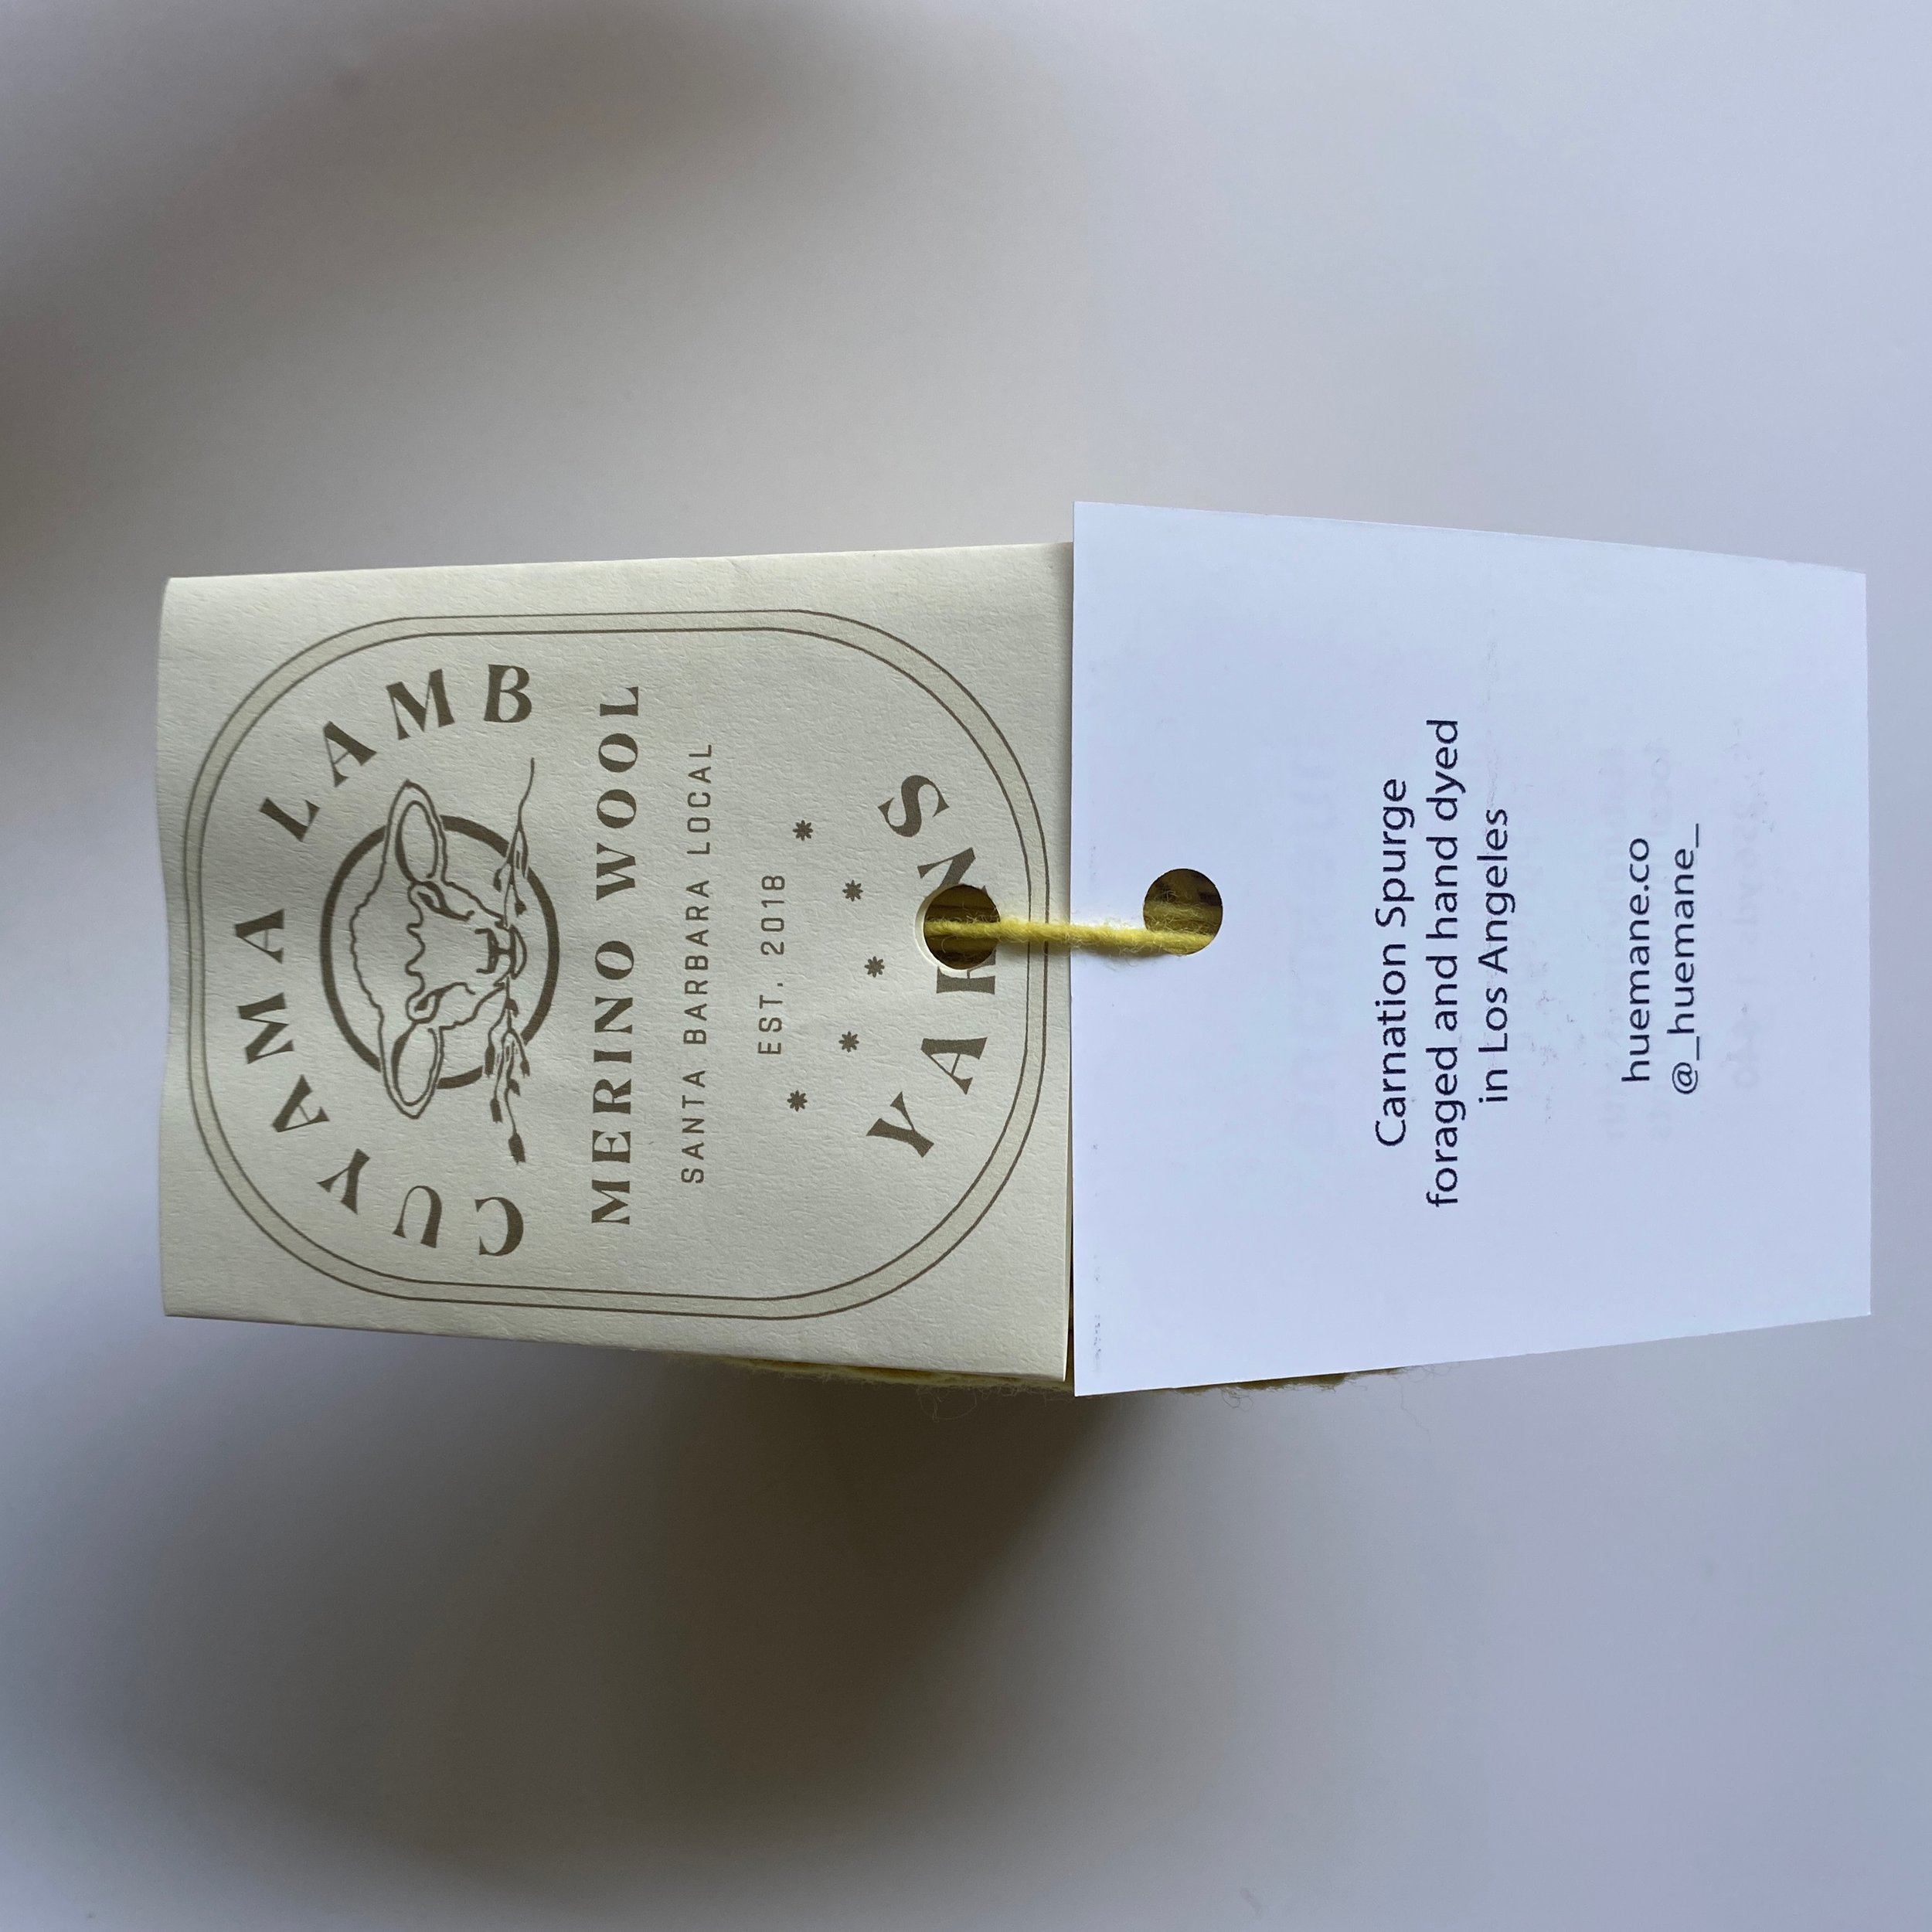 CUYAMA LAMB
MERINO WOOL
SANTA BARBARA LOCAL
EST. 2018
YARNS
Carnation Spurge
foraged and hand dyed
in Los Angeles
huemane.co
@_huemane_